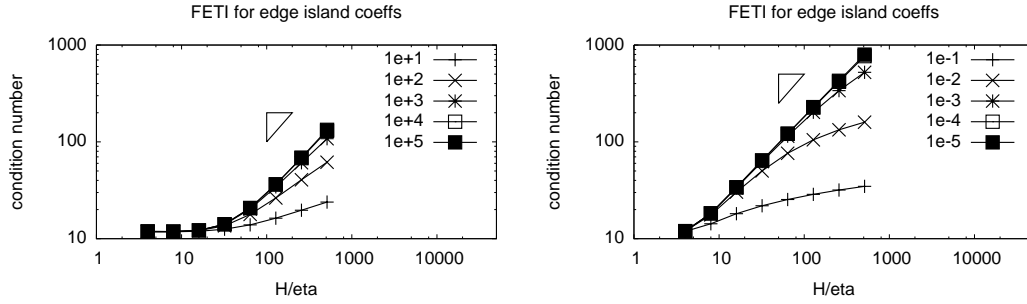 FETI for edge island coeffs
1000
100
10
1 10 100 1000 10000
condition number
H/eta
1e+1
1e+2
1e+3
1e+4
1e+5
FETI for edge island coeffs
1000
100
10
1 10 100 1000 10000
condition number
H/eta
1e-1
1e-2
1e-3
1e-4
1e-5